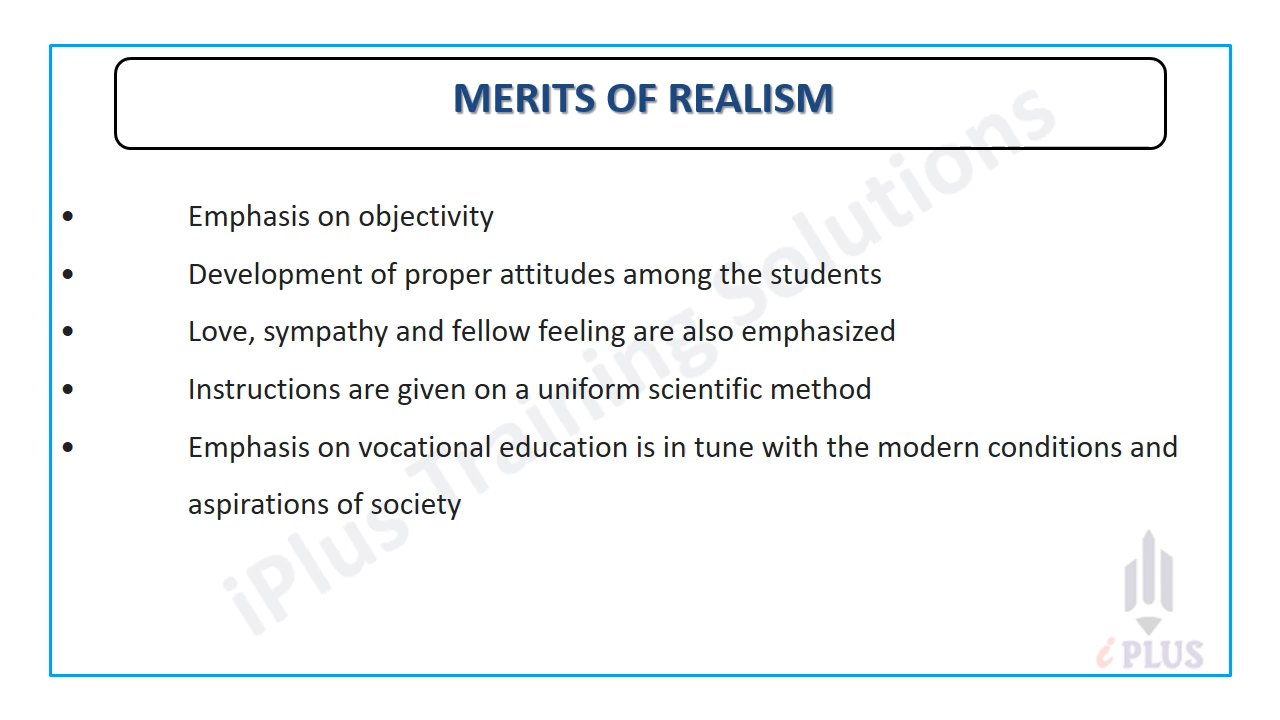 MERITS OF REALISM
• Emphasis on objectivity
• Development of proper attitudes among the students
• Love, sympathy and fellow feeling are also emphasized
• Instructions are given on a uniform scientific method
• Emphasis on vocational education is in tune with the modern conditions and
aspirations of society
iPlus Training Solutions
i PLUS